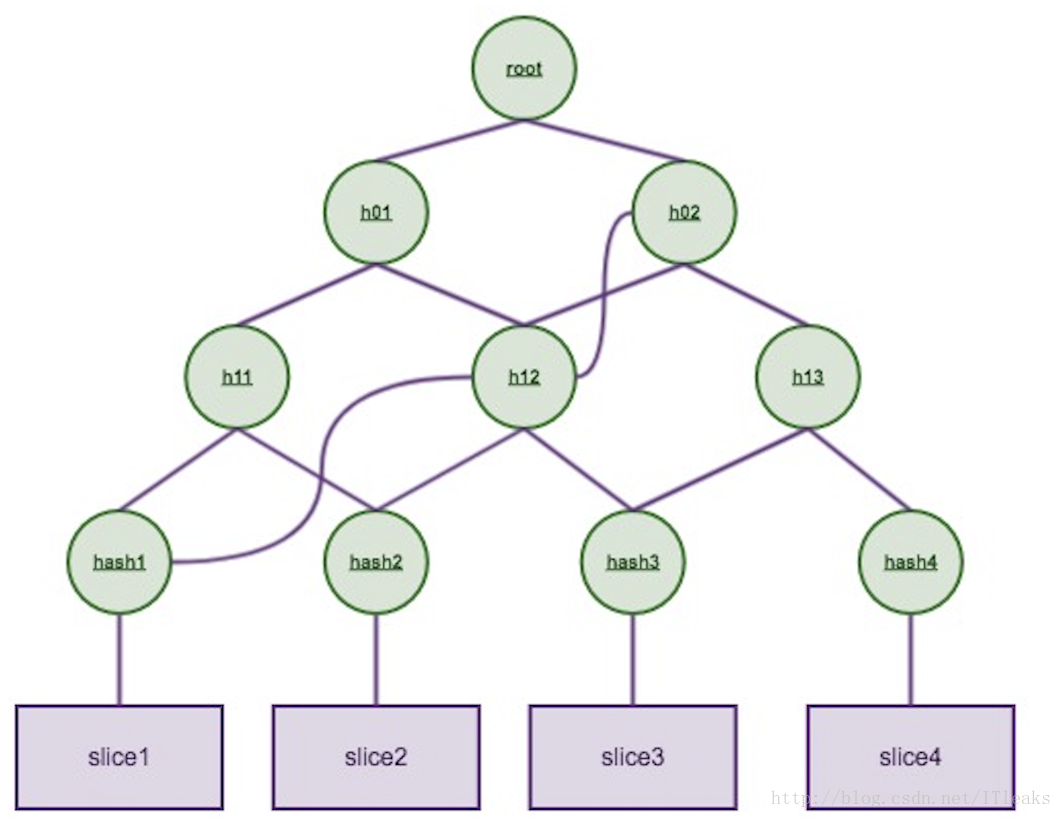 root
h01
h02
h11
h12
h13
hash1
hash2
hash3
hash4
slice1
slice2
slice3
slice4
http://blog.csdn.net/ITleaks